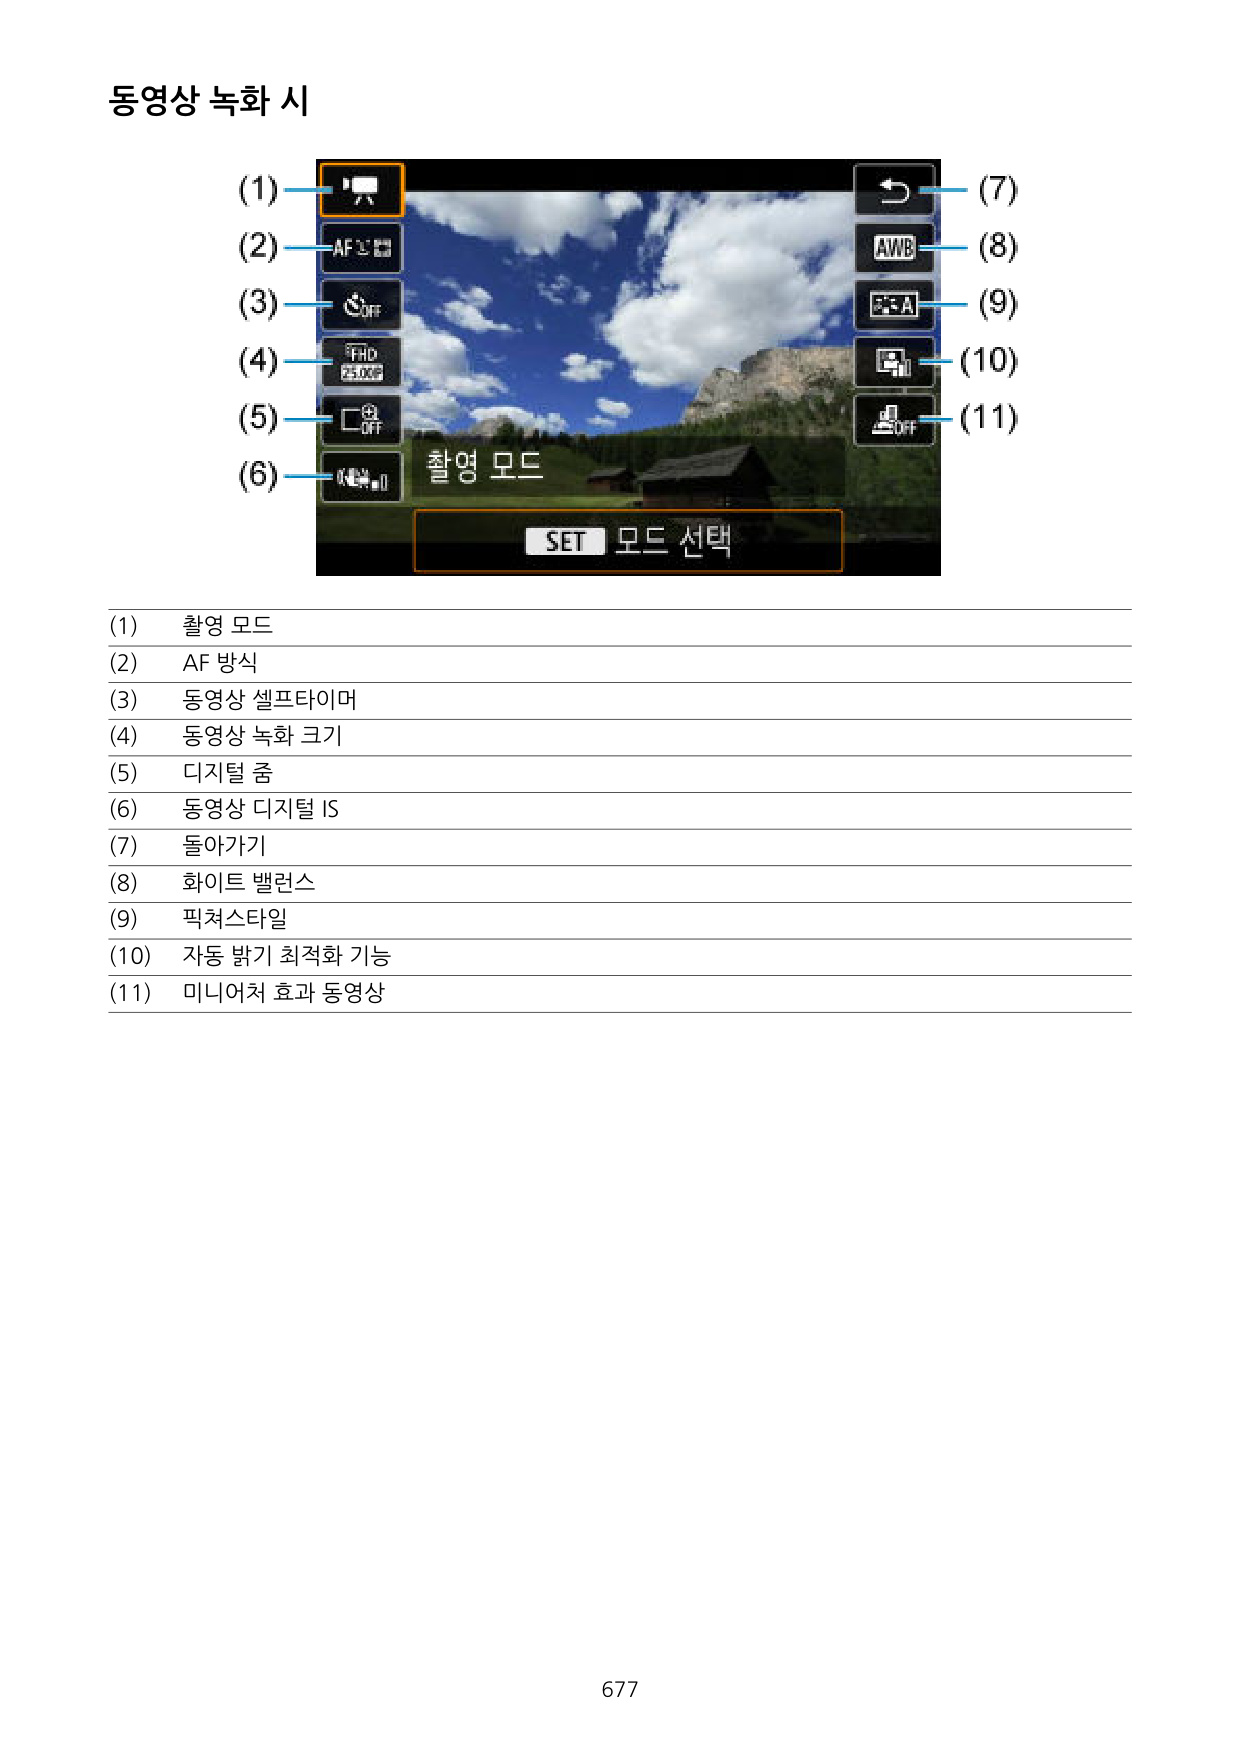 동영상 녹화 시
(1)
(2)
(3)
(4)
(5)
(6)
AF
OFF
FHD
25.00P
OFF
촬영 모드
SET 모드 선택
AWB
A
OFF
(7)
(8)
(9)
(10)
(11)
(1) 촬영 모드
(2) AF 방식
(3) 동영상 셀프타이머
(4) 동영상 녹화 크기
(5) 디지털 줌
(6) 동영상 디지털 IS
(7) 돌아가기
(8) 화이트 밸런스
(9) 픽쳐스타일
(10) 자동 밝기 최적화 기능
(11) 미니어처 효과 동영상
677